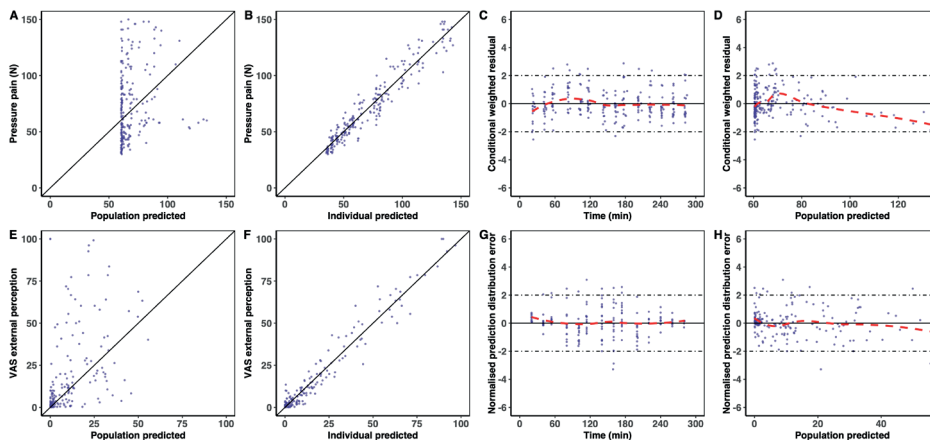 A
Pressure pain (N)
150
100
50
0
0 50 100 150
Population predicted
B
Pressure pain (N)
150
100
50
0
0 50 100 150
Individual predicted
C
Conditional weighted residual
6
4
2
0
-2
-4
-6
0 60 120 180 240 300
Time (min)
D
Conditional weighted residual
6
4
2
0
-2
-4
-6
60 80 100 120
Population predicted
E
VAS external perception
100
75
50
25
0
0 25 50 75 100
Population predicted
F
VAS external perception
100
75
50
25
0
0 25 50 75 100
Individual predicted
G
Normalised prediction distribution error
6
4
2
0
-2
-4
-6
0 60 120 180 240 300
Time (min)
H
Normalised prediction distribution error
6
4
2
0
-2
-4
-6
0 20 40
Population predicted